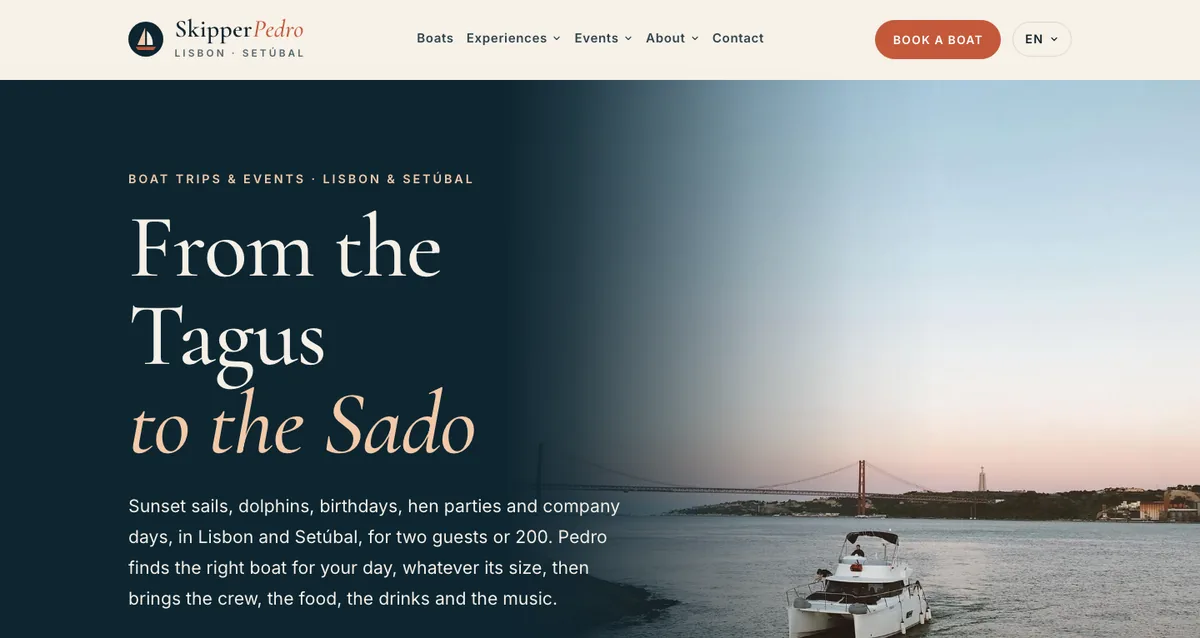 SkipperPedro
LISBON · SETÚBAL
Boats Experiences Events About Contact
BOOK A BOAT
EN
BOAT TRIPS & EVENTS · LISBON & SETÚBAL
From the
Tagus
to the Sado
Sunset sails, dolphins, birthdays, hen parties and company
days, in Lisbon and Setúbal, for two guests or 200. Pedro
finds the right boat for your day, whatever its size, then
brings the crew, the food, the drinks and the music.